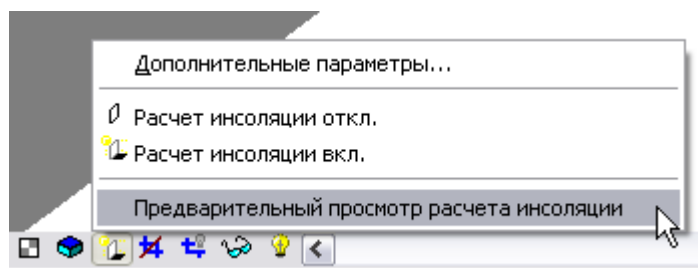 Дополнительные параметры...
Расчет инсоляции откл.
Расчет инсоляции вкл.
Предварительный просмотр расчета инсоляции